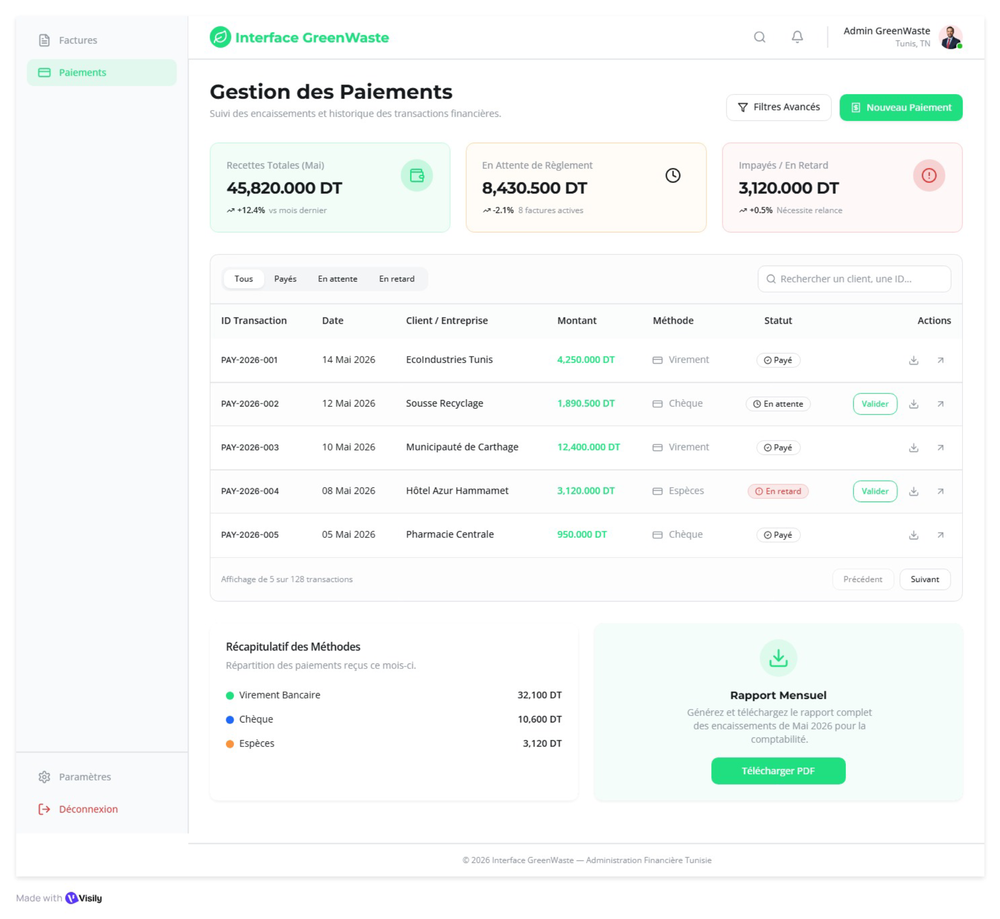 Factures
Paiements
Interface GreenWaste
Admin GreenWaste
Tunis, TN
Gestion des Paiements
Suivi des encaissements et historique des transactions financières.
Filtres Avancés
Nouveau Paiement
Recettes Totales (Mai)
45,820.000 DT
+12.4% vs mois dernier
En Attente de Règlement
8,430.500 DT
-2.1% 8 factures actives
Impayés / En Retard
3,120.000 DT
+0.5% Nécessite relance
Tous Payés En attente En retard
Rechercher un client, une ID...
ID Transaction Date Client / Entreprise Montant Méthode Statut Actions
PAY-2026-001 14 Mai 2026 EcoIndustries Tunis 4,250.000 DT Virement Payé
PAY-2026-002 12 Mai 2026 Sousse Recyclage 1,890.500 DT Chèque En attente Valider
PAY-2026-003 10 Mai 2026 Municipauté de Carthage 12,400.000 DT Virement Payé
PAY-2026-004 08 Mai 2026 Hôtel Azur Hammamet 3,120.000 DT Espèces En retard Valider
PAY-2026-005 05 Mai 2026 Pharmacie Centrale 950.000 DT Chèque Payé
Affichage de 5 sur 128 transactions
Précédent Suivant
Récapitulatif des Méthodes
Répartition des paiements reçus ce mois-ci.
Virement Bancaire 32,100 DT
Chèque 10,600 DT
Espèces 3,120 DT
Rapport Mensuel
Générez et téléchargez le rapport complet
des encaissements de Mai 2026 pour la
comptabilité.
Télécharger PDF
Paramètres
Déconnexion
© 2026 Interface GreenWaste — Administration Financière Tunisie
Made with Visily